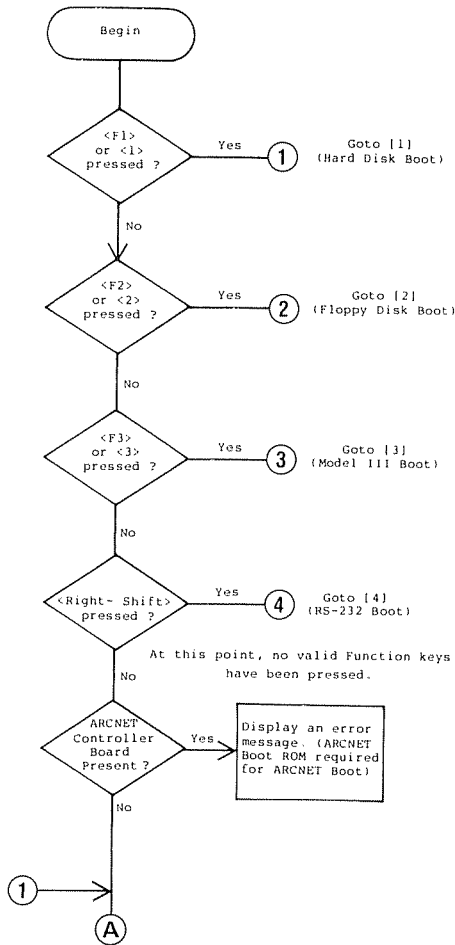 Begin
<F1>
or <1>
pressed ?
Yes
1
Goto [1]
(Hard Disk Boot)
No
<F2>
or <2>
pressed ?
Yes
2
Goto [2]
(Floppy Disk Boot)
No
<F3>
or <3>
pressed ?
Yes
3
Goto [3]
(Model III Boot)
No
<Right- Shift>
pressed ?
Yes
4
Goto [4]
(RS-232 Boot)
At this point, no valid Function keys
have been pressed.
No
ARCNET
Controller
Board
Present ?
Yes
Display an error
message. (ARCNET
Boot ROM required
for ARCNET Boot)
No
1
A